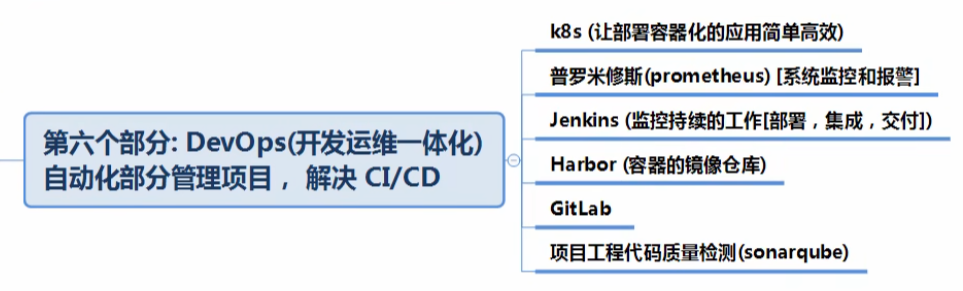 第六个部分: DevOps(开发运维一体化)
自动化部分管理项目， 解决 CI/CD
k8s (让部署容器化的应用简单高效)
普罗米修斯(prometheus) [系统监控和报警]
Jenkins (监控持续的工作[部署，集成，交付])
Harbor (容器的镜像仓库)
GitLab
项目工程代码质量检测(sonarqube)